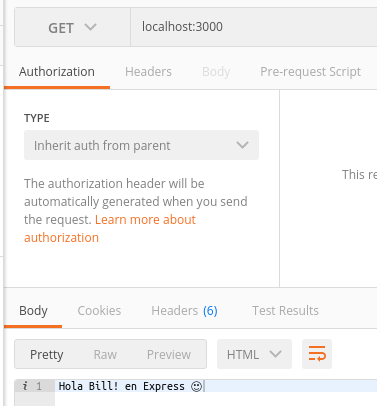 GET localhost:3000
Authorization Headers Body Pre-request Script
TYPE
Inherit auth from parent
The authorization header will be
automatically generated when you send
the request. Learn more about
authorization
This re
Body Cookies Headers (6) Test Results
Pretty Raw Preview HTML
i 1 Hola Bill! en Express 😍